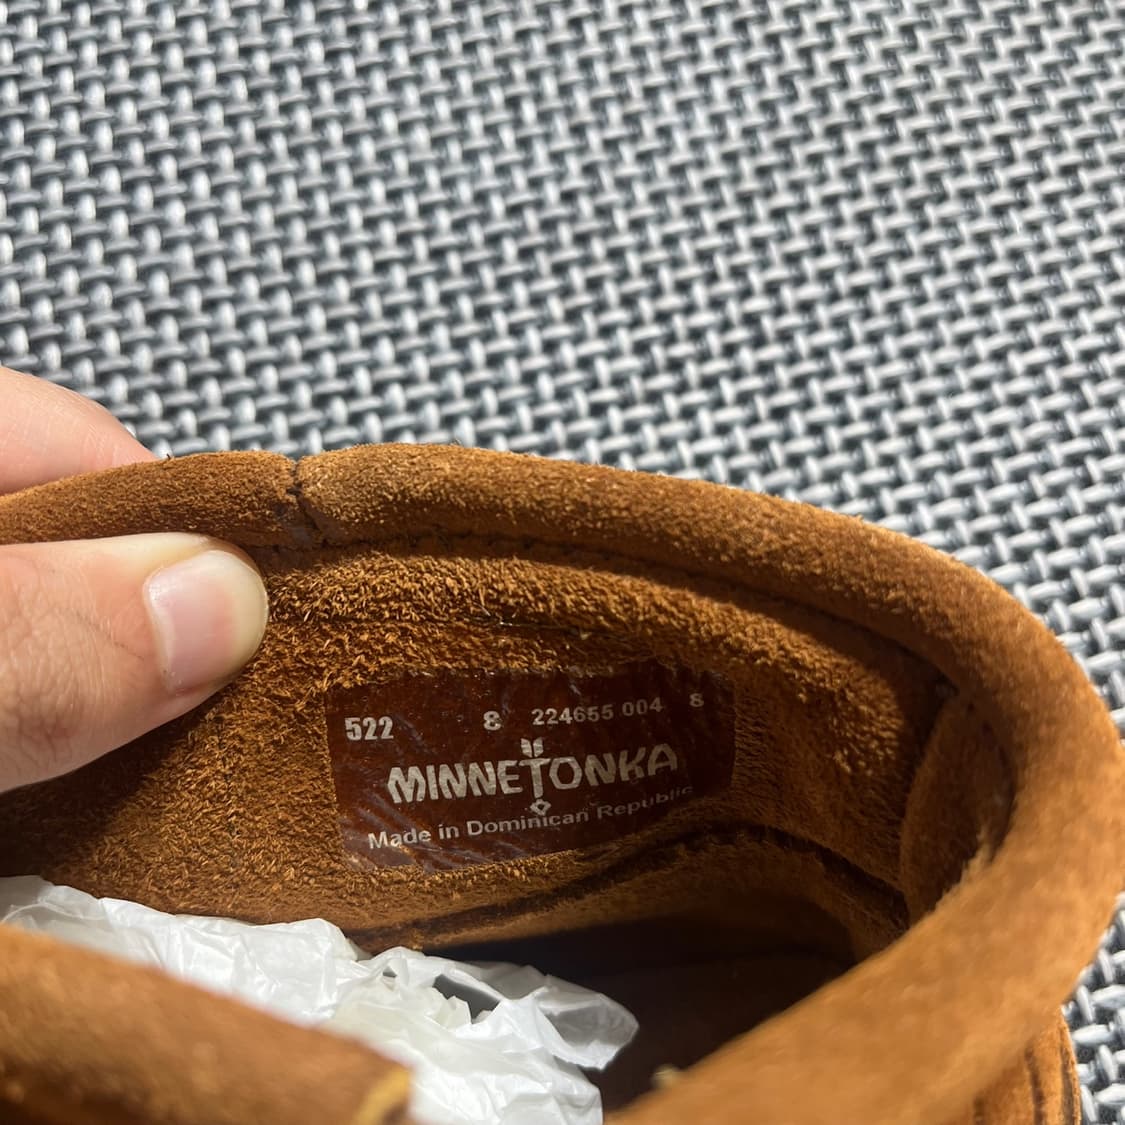 522 8 224655 004 8
MINNETONKA
Made in Dominican Republic